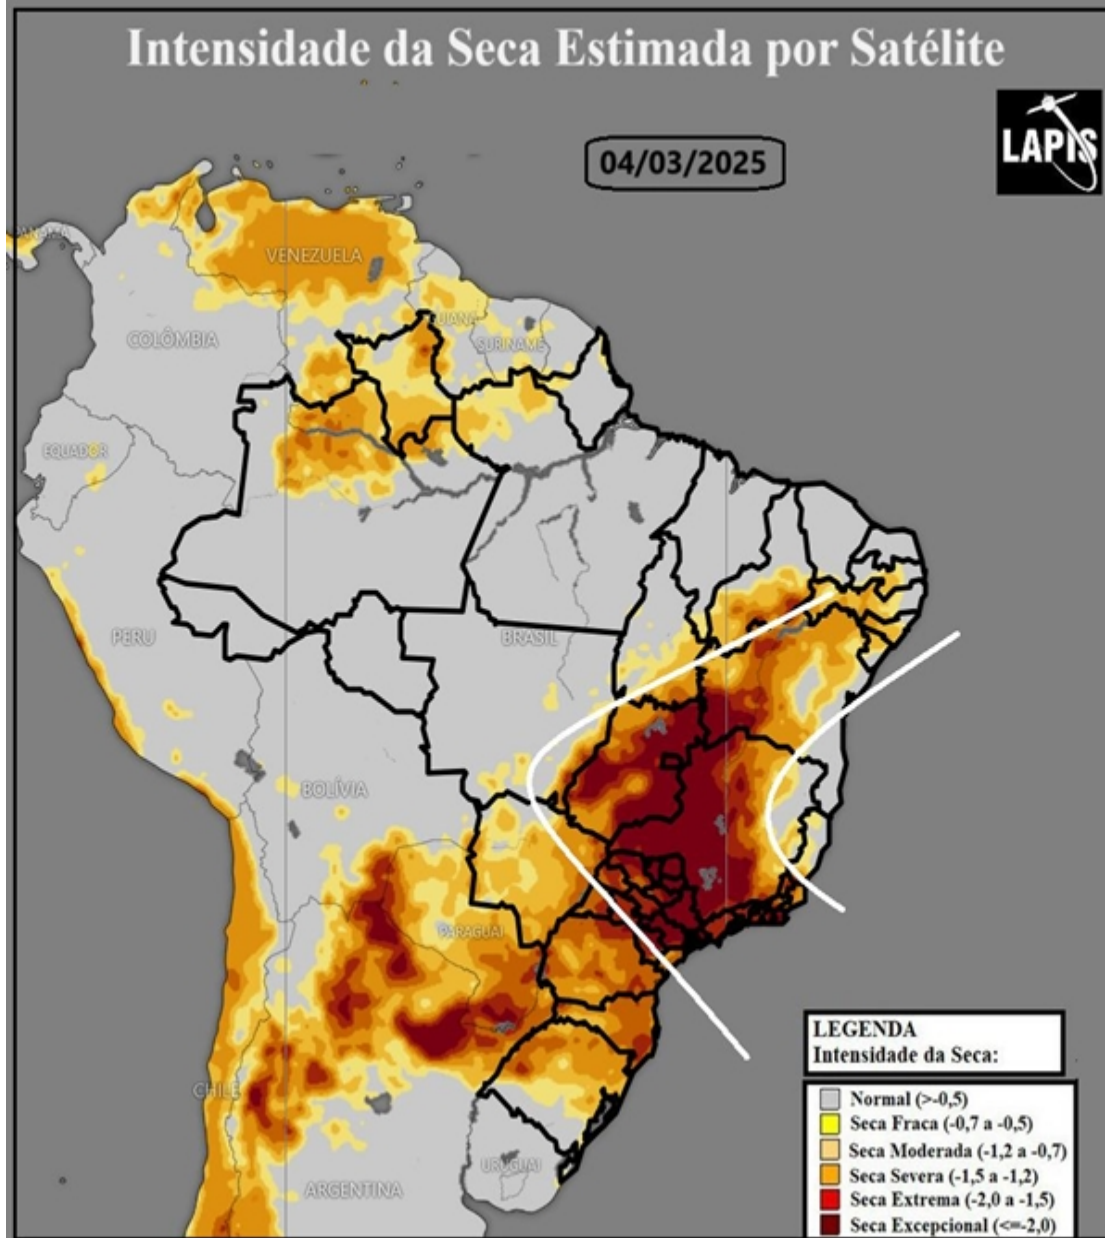 Intensidade da Seca Estimada por Satélite
LAPIS
04/03/2025
PANAMÁ
VENEZUELA
GUIANA
COLÔMBIA
SURINAME
EQUADOR
PERU
BRASIL
BOLÍVIA
PARAGUAI
CHILE
URUGUAI
ARGENTINA
LEGENDA
Intensidade da Seca:
Normal (>-0,5)
Seca Fraca (-0,7 a -0,5)
Seca Moderada (-1,2 a -0,7)
Seca Severa (-1,5 a -1,2)
Seca Extrema (-2,0 a -1,5)
Seca Excepcional (<=-2,0)